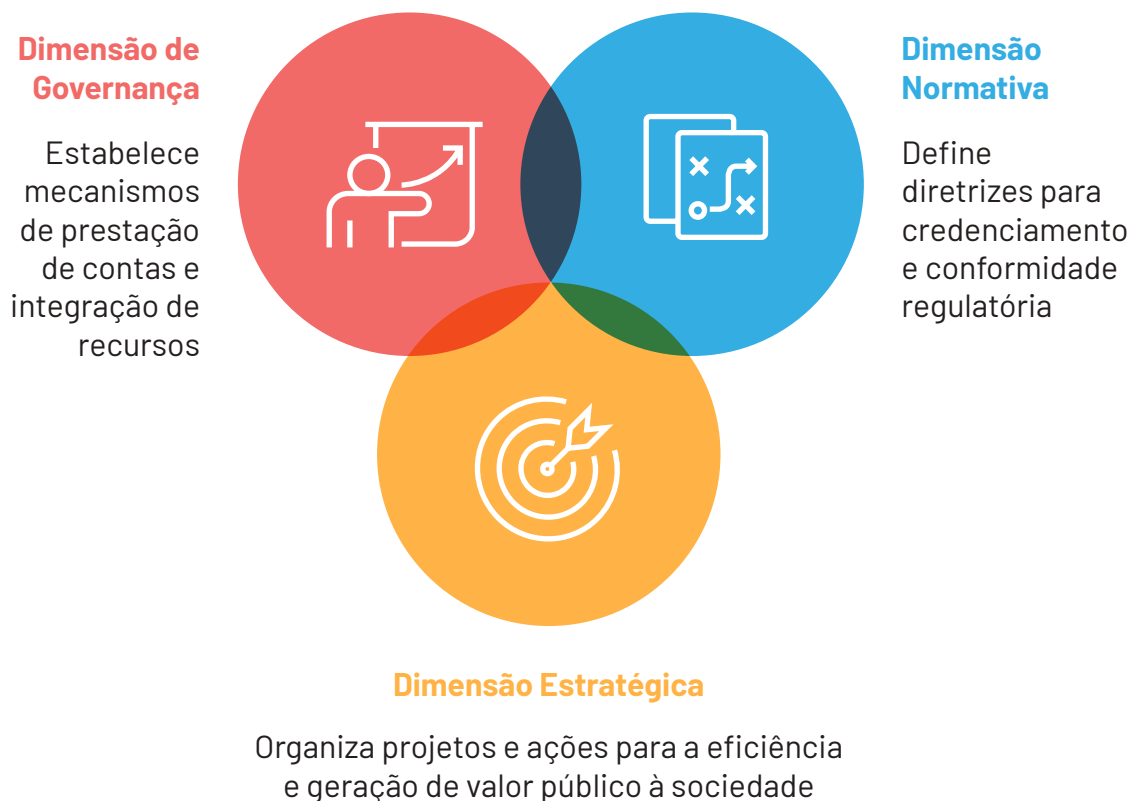 Dimensão de
Governança
Estabelece
mecanismos
de prestação
de contas e
integração de
recursos
Dimensão
Normativa
Define
diretrizes para
credenciamento
e conformidade
regulatória
Dimensão Estratégica
Organiza projetos e ações para a eficiência
e geração de valor público à sociedade